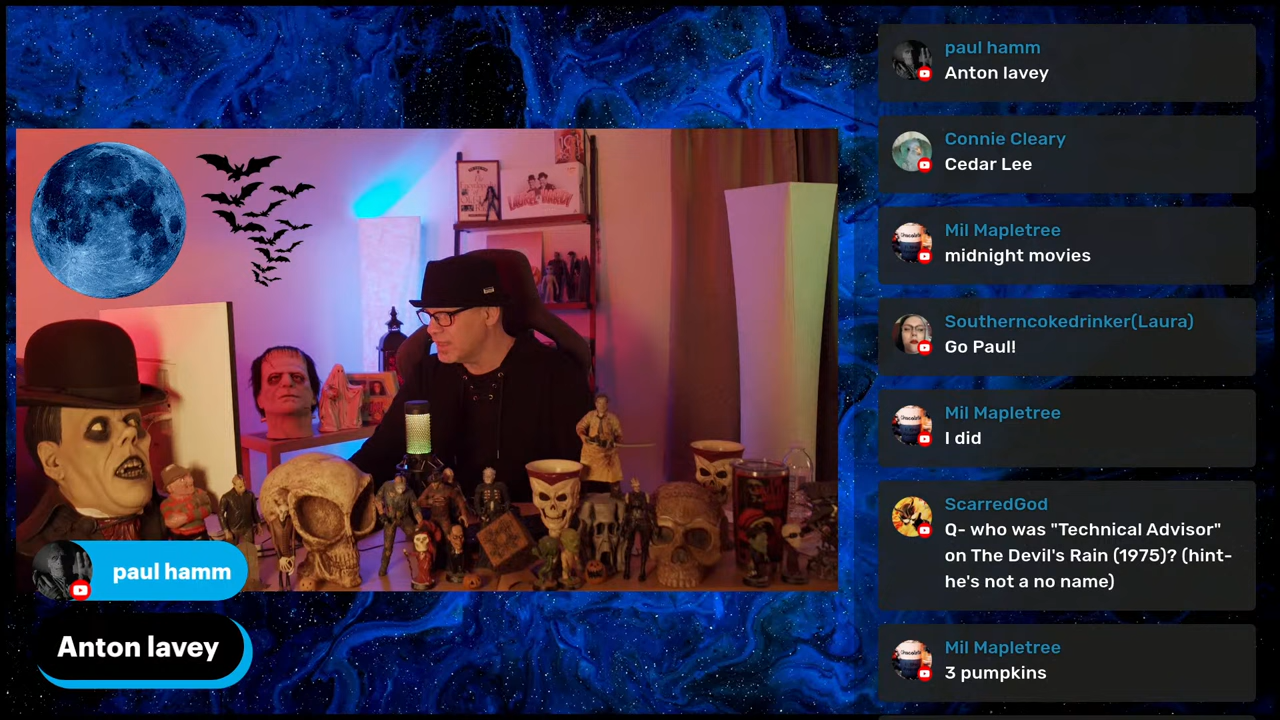 paul hamm
Anton lavey
Connie Cleary
Cedar Lee
Mil Mapletree
midnight movies
Southerncokedrinker(Laura)
Go Paul!
Mil Mapletree
I did
ScarredGod
Q- who was "Technical Advisor"
on The Devil's Rain (1975)? (hint-
he's not a no name)
Mil Mapletree
3 pumpkins
LAUREL HARDY
paul hamm
Anton lavey